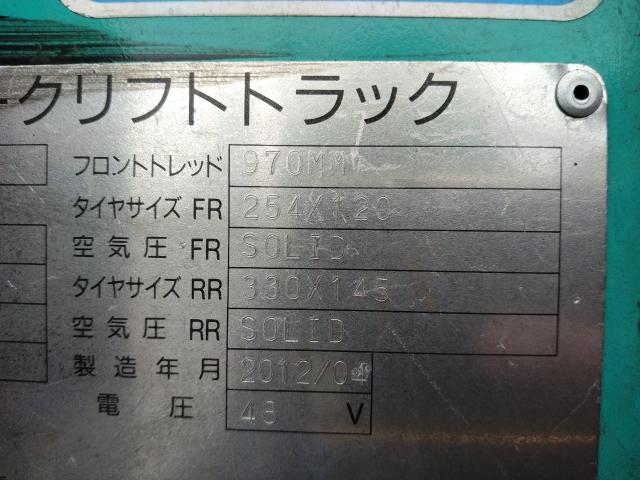 ークリフトトラック
フロントトレッド 970MM
タイヤサイズ FR 254X120
空気圧 FR SOLID
タイヤサイズ RR 330X145
空気圧 RR SOLID
製造年月 2012/04
電圧 48 V